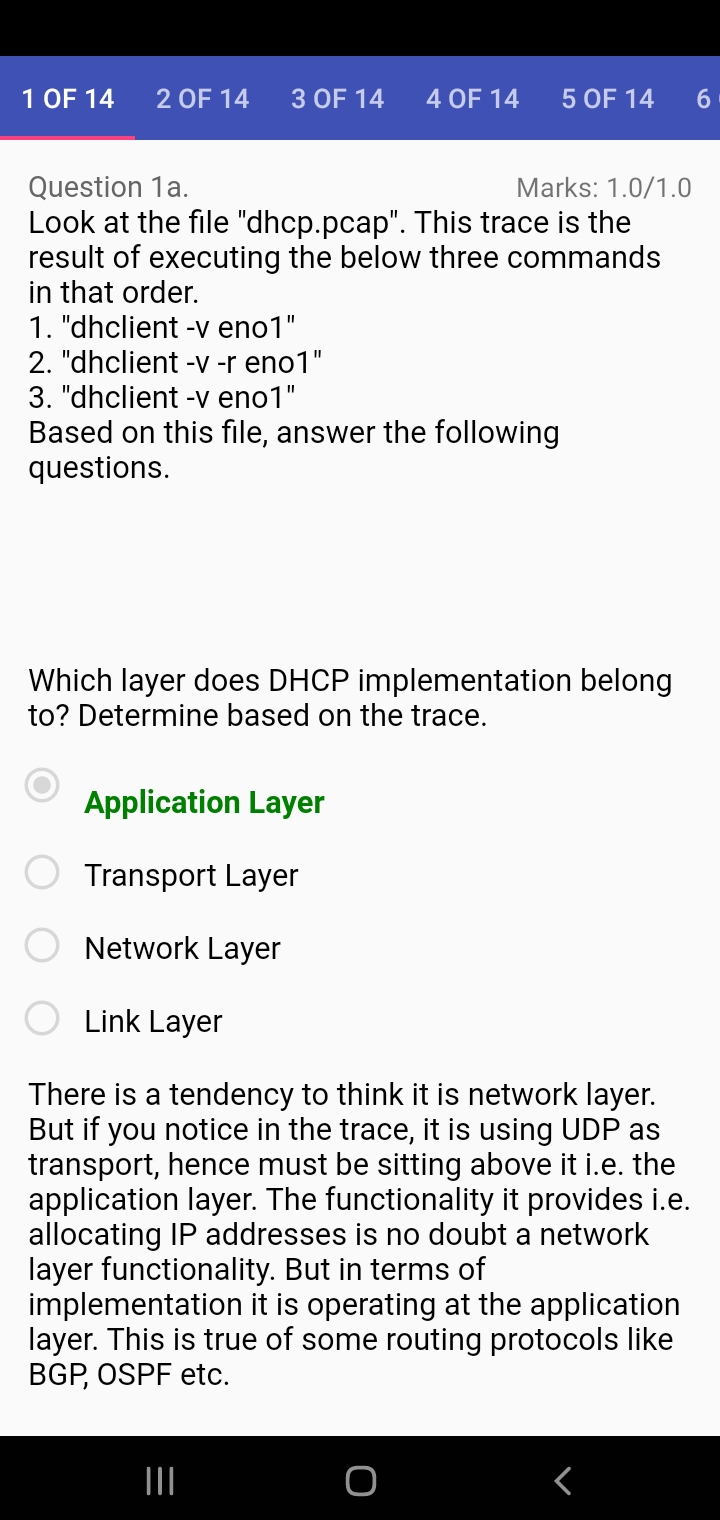 1 OF 14 2 OF 14 3 OF 14 4 OF 14 5 OF 14 6
Question 1a. Marks: 1.0/1.0
Look at the file "dhcp.pcap". This trace is the
result of executing the below three commands
in that order.
1. "dhclient -v eno1"
2. "dhclient -v -r eno1"
3. "dhclient -v eno1"
Based on this file, answer the following
questions.
Which layer does DHCP implementation belong
to? Determine based on the trace.
Application Layer
Transport Layer
Network Layer
Link Layer
There is a tendency to think it is network layer.
But if you notice in the trace, it is using UDP as
transport, hence must be sitting above it i.e. the
application layer. The functionality it provides i.e.
allocating IP addresses is no doubt a network
layer functionality. But in terms of
implementation it is operating at the application
layer. This is true of some routing protocols like
BGP, OSPF etc.